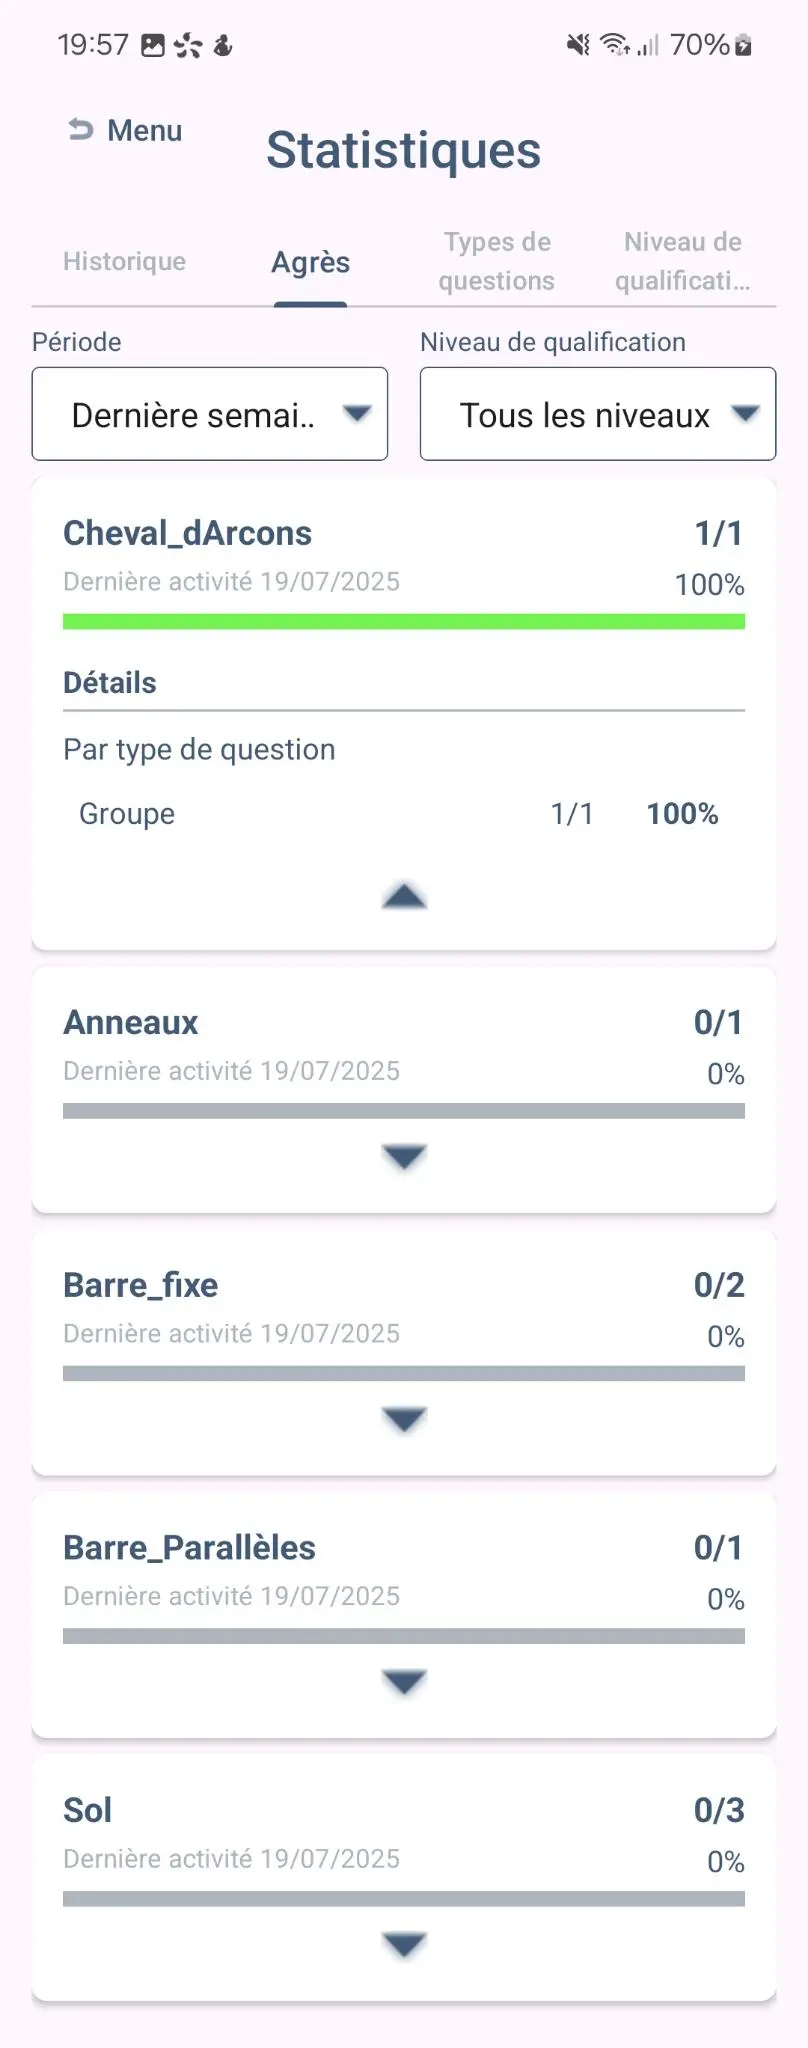 19:57
70%
Menu
Statistiques
Historique
Agrès
Types de
questions
Niveau de
qualificati...
Période
Niveau de qualification
Dernière semai..
Tous les niveaux
Cheval_dArcons 1/1
Dernière activité 19/07/2025 100%
Détails
Par type de question
Groupe 1/1 100%
Anneaux 0/1
Dernière activité 19/07/2025 0%
Barre_fixe 0/2
Dernière activité 19/07/2025 0%
Barre_Parallèles 0/1
Dernière activité 19/07/2025 0%
Sol 0/3
Dernière activité 19/07/2025 0%